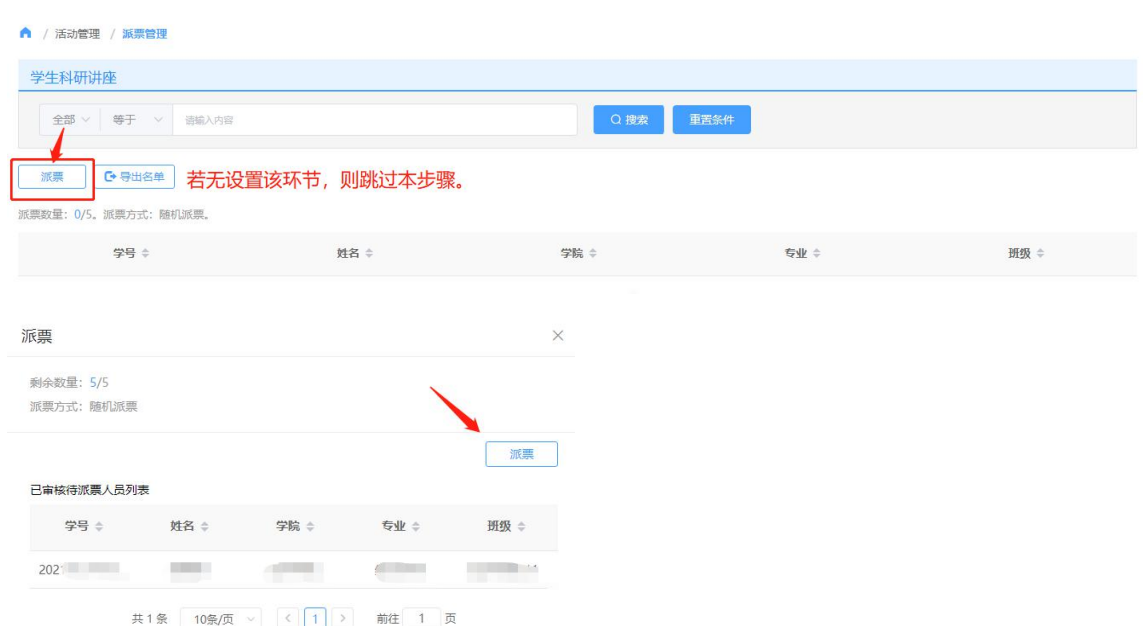 / 活动管理 / 派票管理
学生科研讲座
全部 等于 请输入内容 搜索 重置条件
派票 导出名单 若无设置该环节，则跳过本步骤。
派票数量：0/5。派票方式：随机派票。
学号 姓名 学院 专业 班级
派票
剩余数量：5/5
派票方式：随机派票
派票
已审核待派票人员列表
学号 姓名 学院 专业 班级
202
共 1 条 10条/页 1 前往 1 页